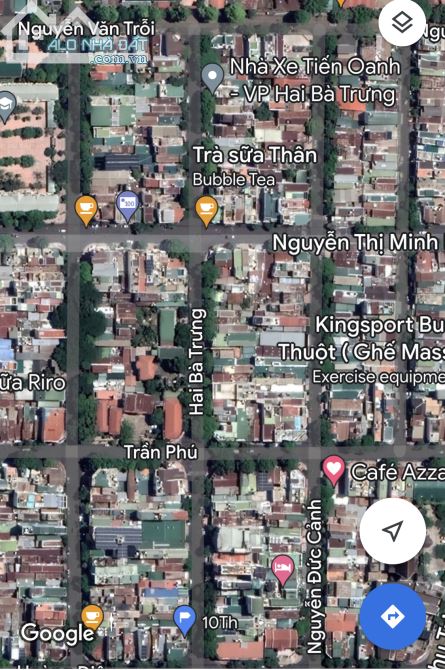 Nguyễn Văn Trỗi
ALO NHÀ ĐẤT
.com.vn
Nhà Xe Tiến Oanh
- VP Hai Bà Trưng
Trà sữa Thân
Bubble Tea
100
Nguyễn Thị Minh
Kingsport Bu
Thuột ( Ghế Mass
Exercise equipme
Hai Bà Trưng
ữa Riro
Trần Phú
Café Azza
Nguyễn Đức Cảnh
10Th
Google